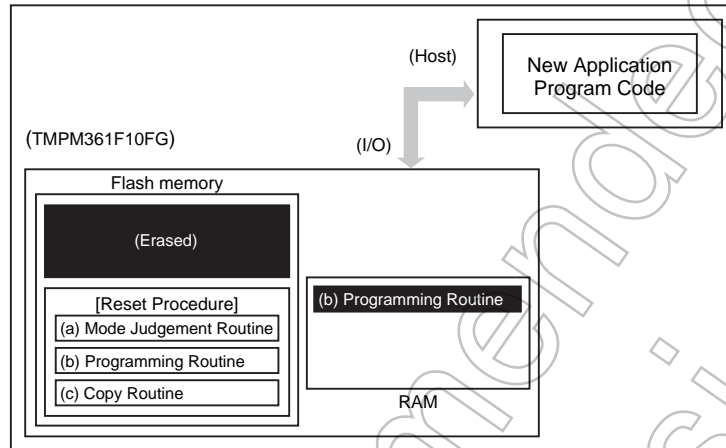 (Host)
New Application
Program Code
(TMPM361F10FG)
(I/O)
Flash memory
(Erased)
[Reset Procedure]
(a) Mode Judgement Routine
(b) Programming Routine
(c) Copy Routine
(b) Programming Routine
RAM